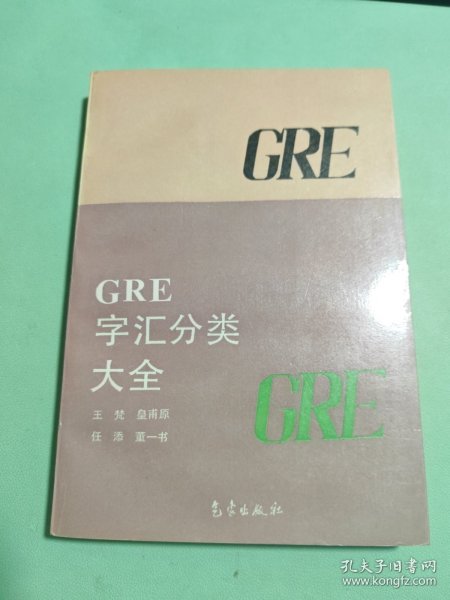 GRE
GRE
字汇分类
大全
王梵 皇甫原
任添 董一书
GRE
气象出版社
孔夫子旧书网
www.kongfz.com